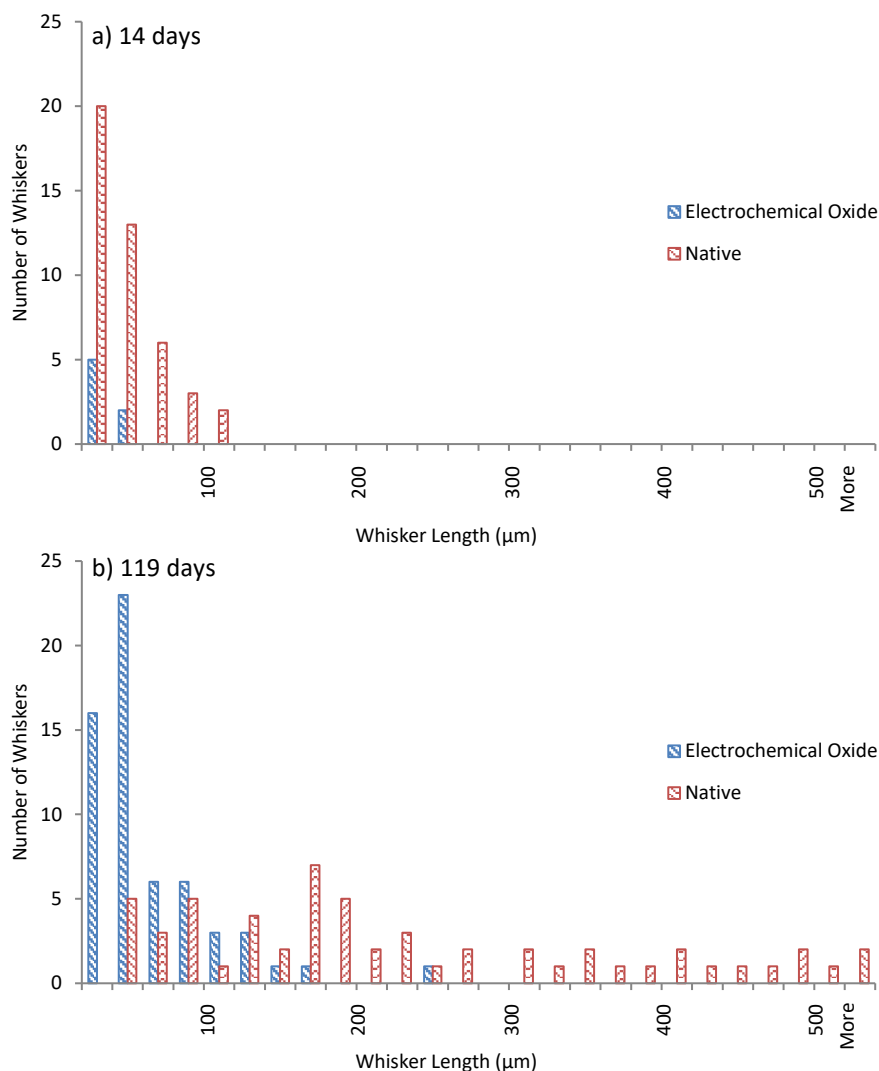 a) 14 days
25
20
15
10
5
0
Number of Whiskers
Electrochemical Oxide
Native
100
200
300
400
500
More
Whisker Length (µm)
b) 119 days
25
20
15
10
5
0
Number of Whiskers
Electrochemical Oxide
Native
100
200
300
400
500
More
Whisker Length (µm)